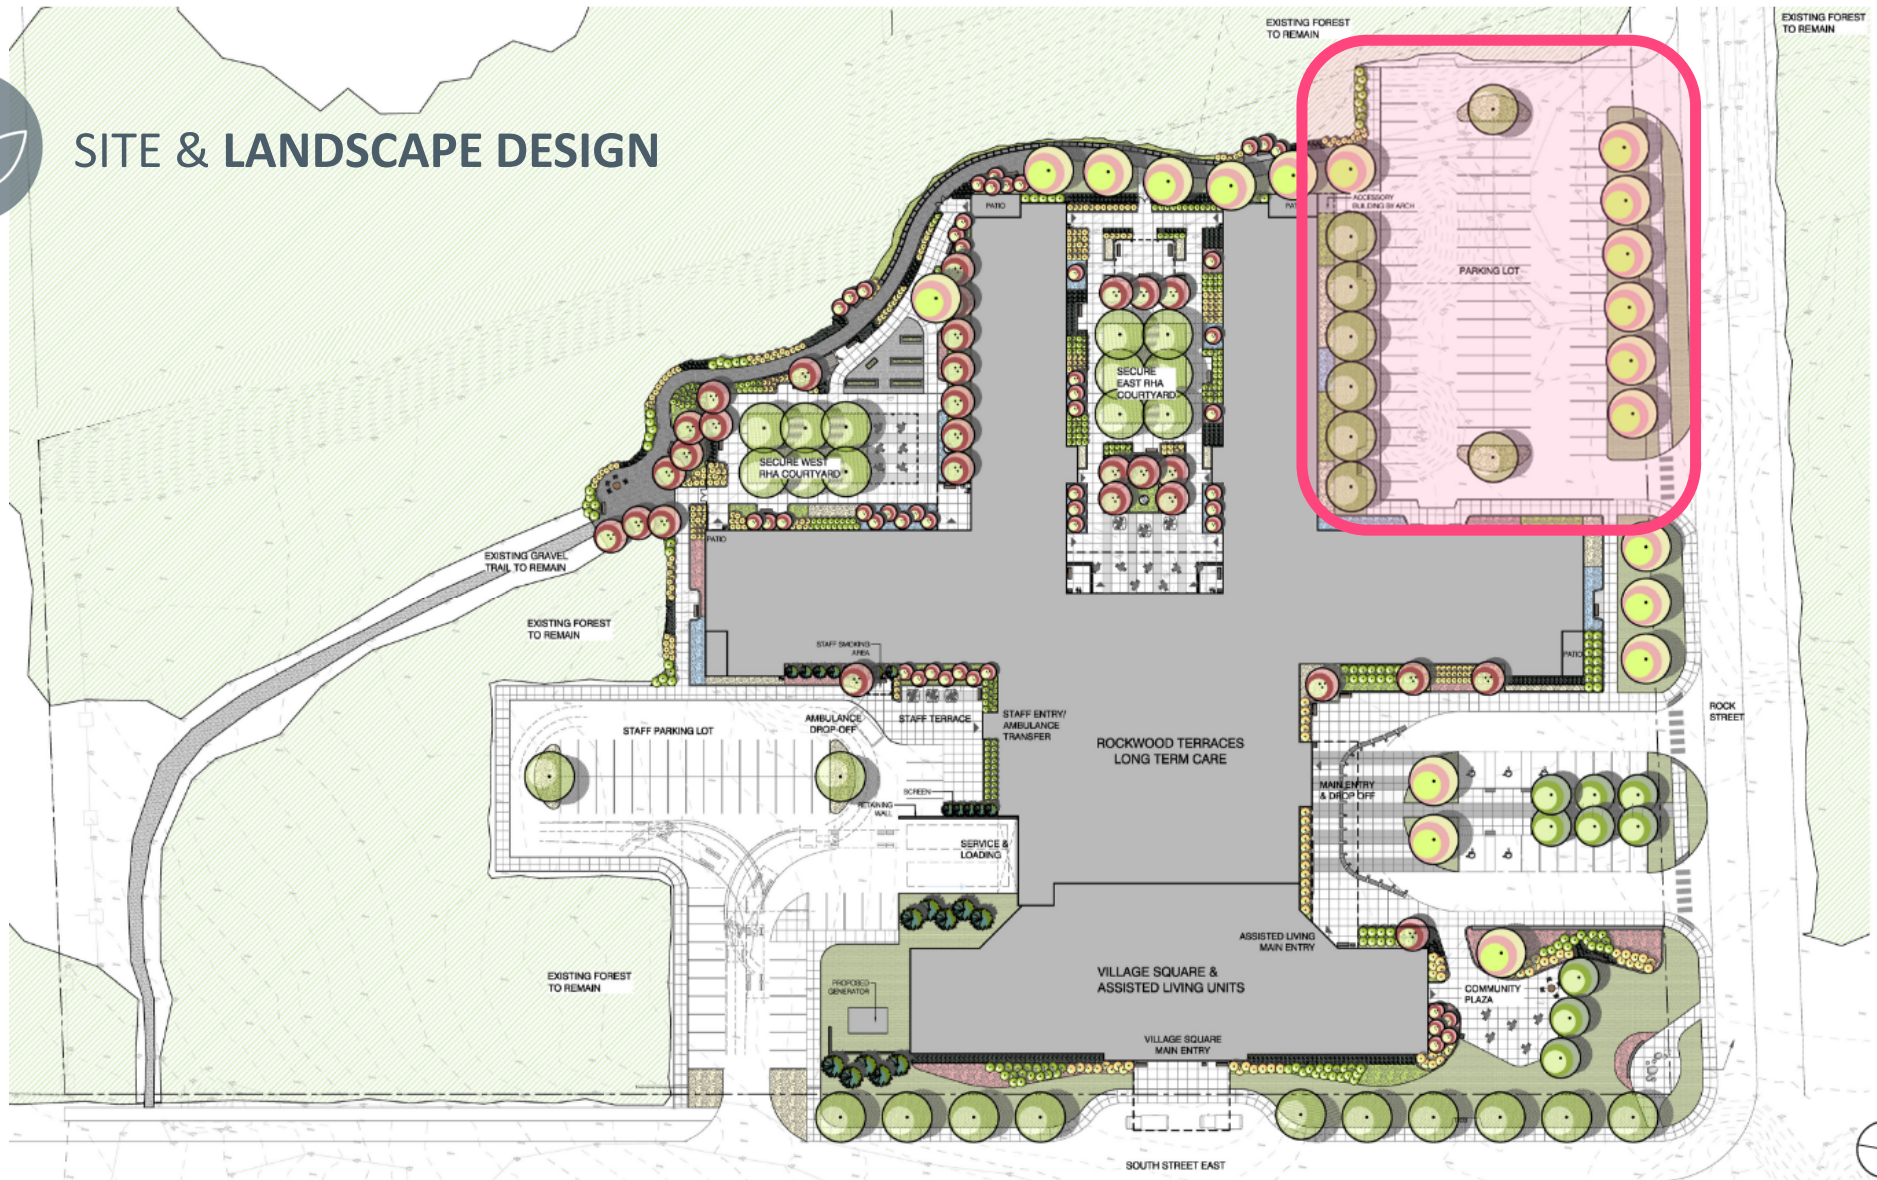 EXISTING FOREST
TO REMAIN
EXISTING FOREST
TO REMAIN
SITE & LANDSCAPE DESIGN
PATIO
ACCESSORY
BUILDING BY ARCH
PARKING LOT
SECURE
EAST RHA
COURTYARD
SECURE WEST
RHA COURTYARD
PATIO
EXISTING GRAVEL
TRAIL TO REMAIN
EXISTING FOREST
TO REMAIN
STAFF SMOKING
AREA
PATIO
STAFF PARKING LOT
AMBULANCE
DROP-OFF
STAFF TERRACE
STAFF ENTRY/
AMBULANCE
TRANSFER
ROCK
STREET
ROCKWOOD TERRACES
LONG TERM CARE
MAIN ENTRY
& DROP OFF
SCREEN
RETAINING
WALL
SERVICE &
LOADING
ASSISTED LIVING
MAIN ENTRY
EXISTING FOREST
TO REMAIN
VILLAGE SQUARE &
ASSISTED LIVING UNITS
PROPOSED
GENERATOR
COMMUNITY
PLAZA
VILLAGE SQUARE
MAIN ENTRY
SOUTH STREET EAST